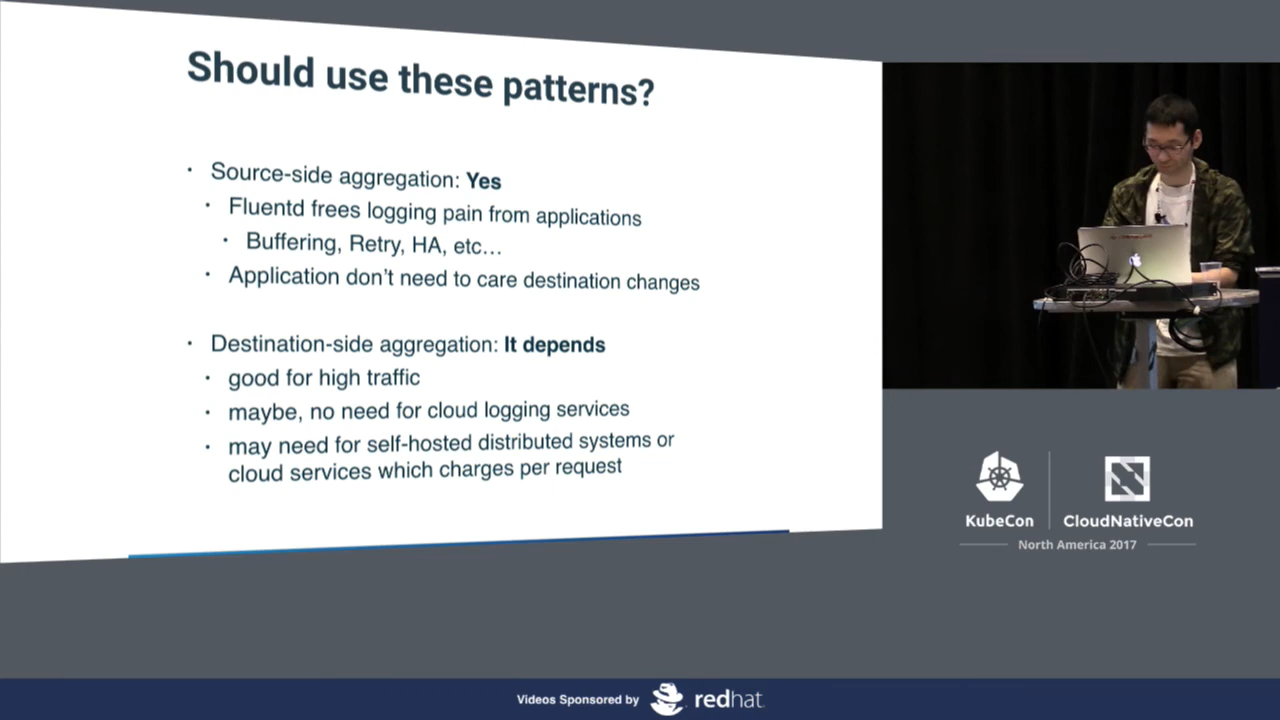 Should use these patterns?
• Source-side aggregation: Yes
• Fluentd frees logging pain from applications
• Buffering, Retry, HA, etc…
• Application don't need to care destination changes
• Destination-side aggregation: It depends
• good for high traffic
• maybe, no need for cloud logging services
• may need for self-hosted distributed systems or
cloud services which charges per request
KubeCon
CloudNativeCon
North America 2017
Videos Sponsored by
redhat.